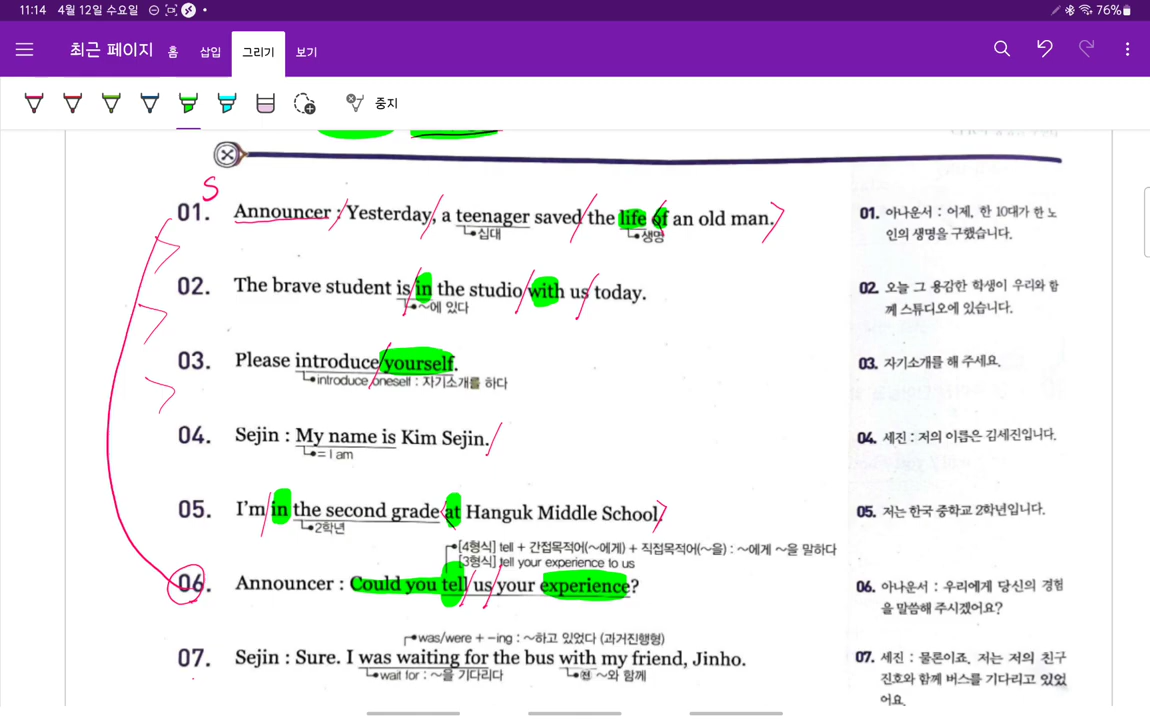 11:14 4월 12일 수요일 76%
최근 페이지 홈 삽입 그리기 보기
중지
S
01. Announcer : Yesterday, a teenager saved the life of an old man.
십대 생명
01. 아나운서 : 어제, 한 10대가 한 노
인의 생명을 구했습니다.
02. The brave student is in the studio with us today.
~에 있다
02. 오늘 그 용감한 학생이 우리와 함
께 스튜디오에 있습니다.
03. Please introduce yourself.
introduce oneself : 자기소개를 하다
03. 자기소개를 해 주세요.
04. Sejin : My name is Kim Sejin.
= I am
04. 세진 : 저의 이름은 김세진입니다.
05. I'm in the second grade at Hanguk Middle School.
2학년
05. 저는 한국 중학교 2학년입니다.
[4형식] tell + 간접목적어(~에게) + 직접목적어(~을) : ~에게 ~을 말하다
[3형식] tell your experience to us
06. Announcer : Could you tell us your experience?
06. 아나운서 : 우리에게 당신의 경험
을 말씀해 주시겠어요?
was/were + -ing : ~하고 있었다 (과거진행형)
07. Sejin : Sure. I was waiting for the bus with my friend, Jinho.
wait for : ~을 기다리다 전 ~와 함께
07. 세진 : 물론이죠, 저는 저의 친구
진호와 함께 버스를 기다리고 있었
어요.